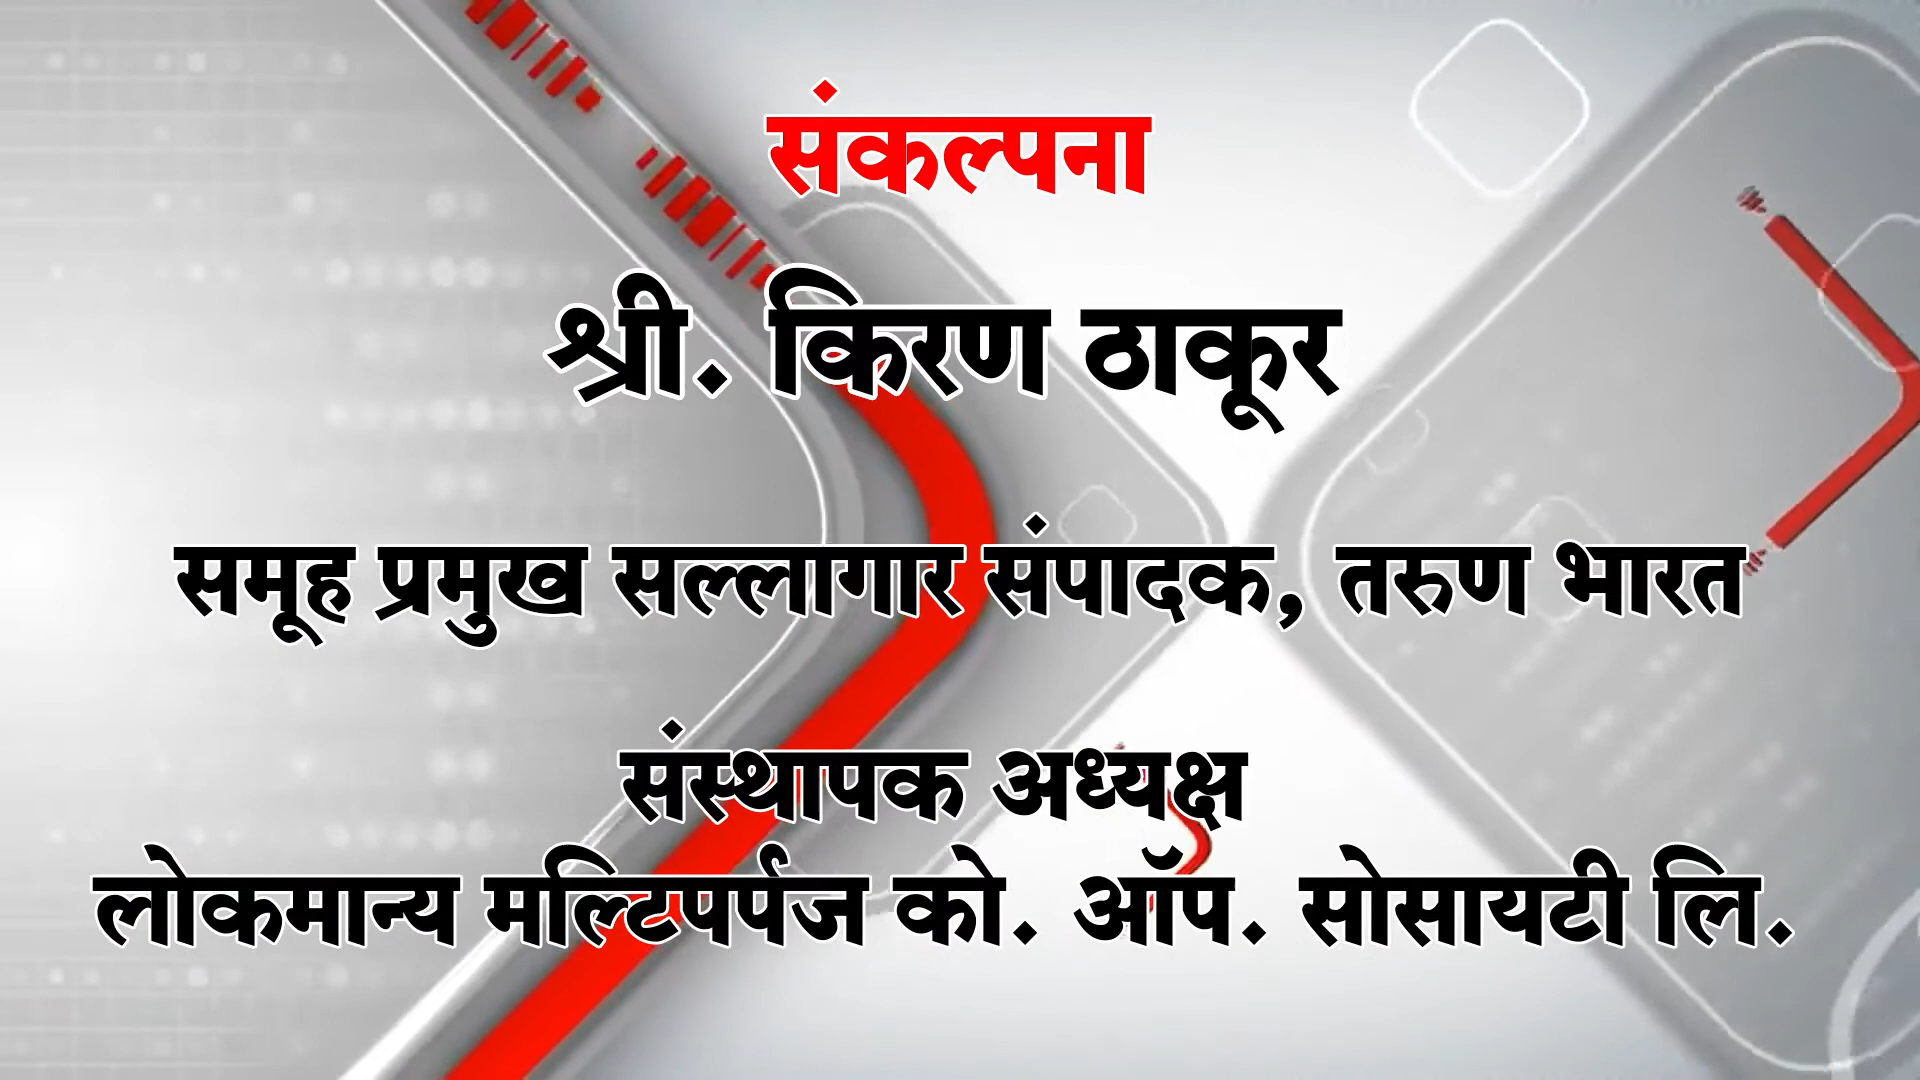 संकल्पना
श्री. किरण ठाकूर
समूह प्रमुख सल्लागार संपादक, तरुण भारत
संस्थापक अध्यक्ष
लोकमान्य मल्टिपर्पज को. ऑप. सोसायटी लि.